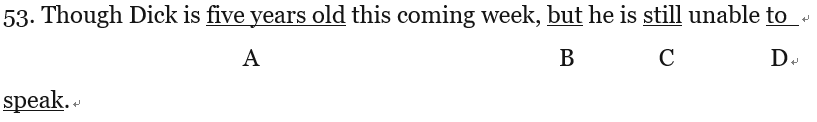 53. Though Dick is five years old this coming week, but he is still unable to
A B C D
speak.